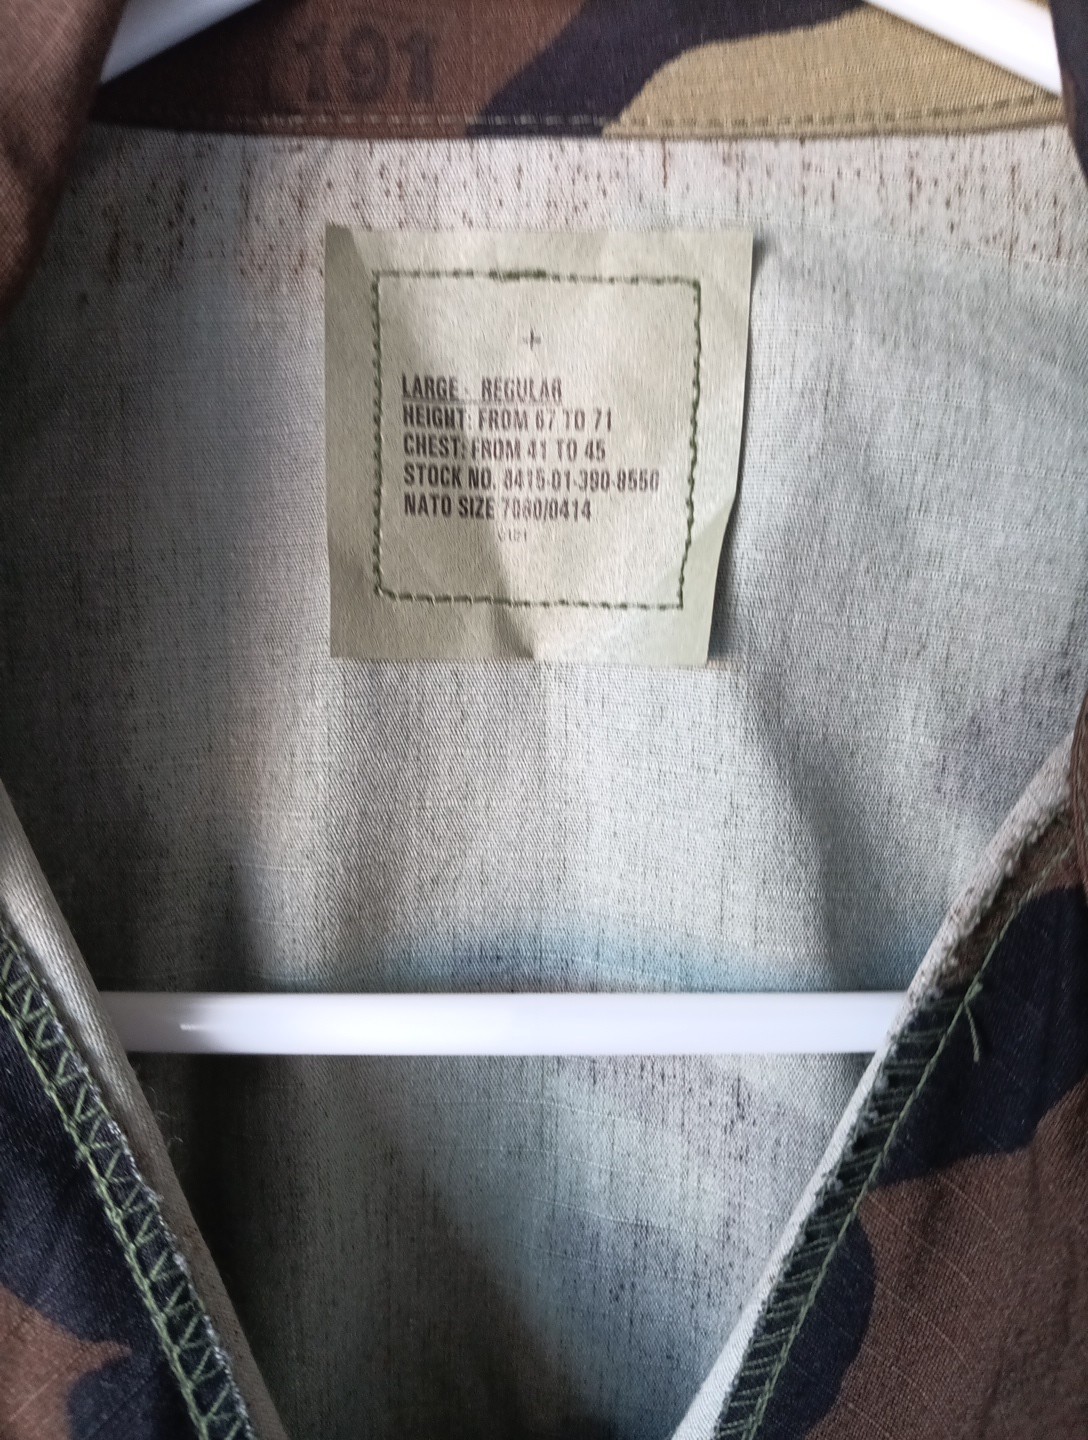 191
+
LARGE - REGULAR
HEIGHT: FROM 67 TO 71
CHEST: FROM 41 TO 45
STOCK NO. 8415-01-390-8556
NATO SIZE 7080/0414